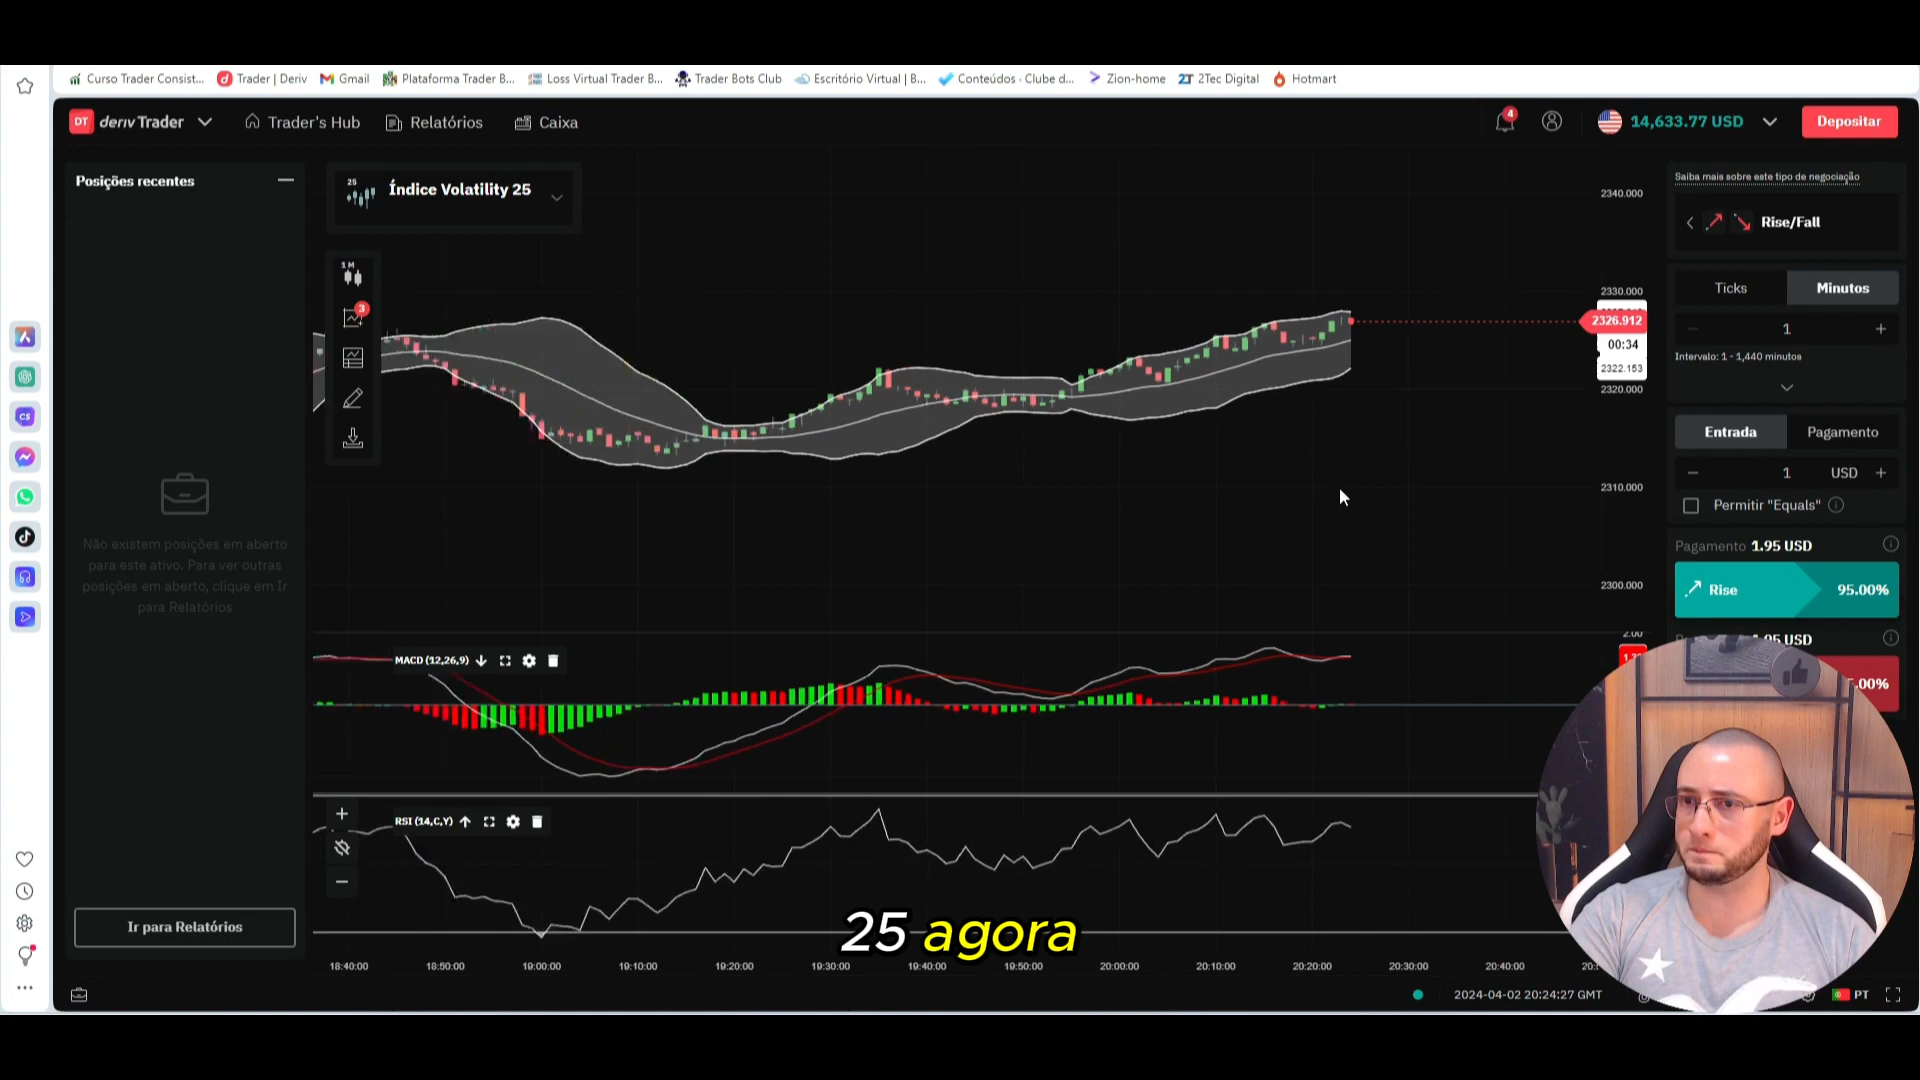 Curso Trader Consist...
Trader | Deriv
Gmail
Plataforma Trader B...
Loss Virtual Trader B...
Trader Bots Club
Escritório Virtual | B...
Conteúdos · Clube d...
Zion-home
2Tec Digital
Hotmart
DT deriv Trader
Trader's Hub
Relatórios
Caixa
4
14,633.77 USD
Depositar
Posições recentes
25
Índice Volatility 25
Saiba mais sobre este tipo de negociação
Rise/Fall
Ticks
Minutos
1
Intervalo: 1 - 1,440 minutos
Entrada
Pagamento
1
USD
Permitir "Equals"
Pagamento 1.95 USD
Rise
95.00%
1 M
3
2340.000
2330.000
2326.912
00:34
2322.153
2320.000
2310.000
2300.000
Não existem posições em aberto
para este ativo. Para ver outras
posições em aberto, clique em Ir
para Relatórios
MACD (12,26,9)
2.00
RSI (14,C,Y)
CS
Ir para Relatórios
25 agora
18:40:00
18:50:00
19:00:00
19:10:00
19:20:00
19:30:00
19:40:00
19:50:00
20:00:00
20:10:00
20:20:00
20:30:00
20:40:00
2024-04-02 20:24:27 GMT
PT